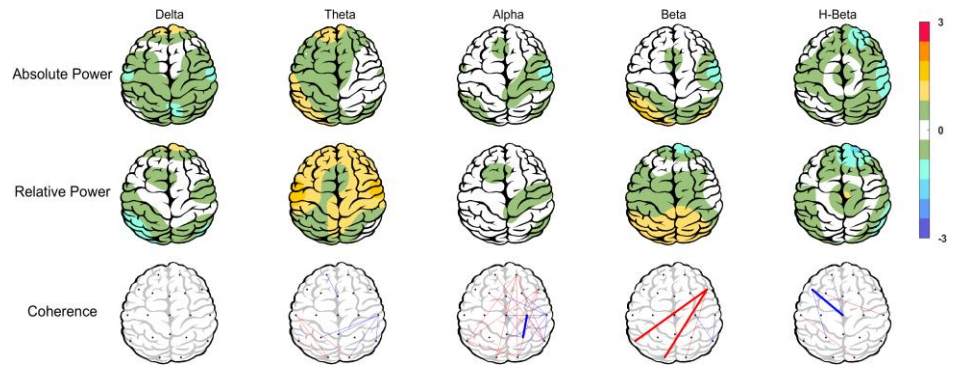 Delta Theta Alpha Beta H-Beta
3
Absolute Power
0
Relative Power
-3
Coherence